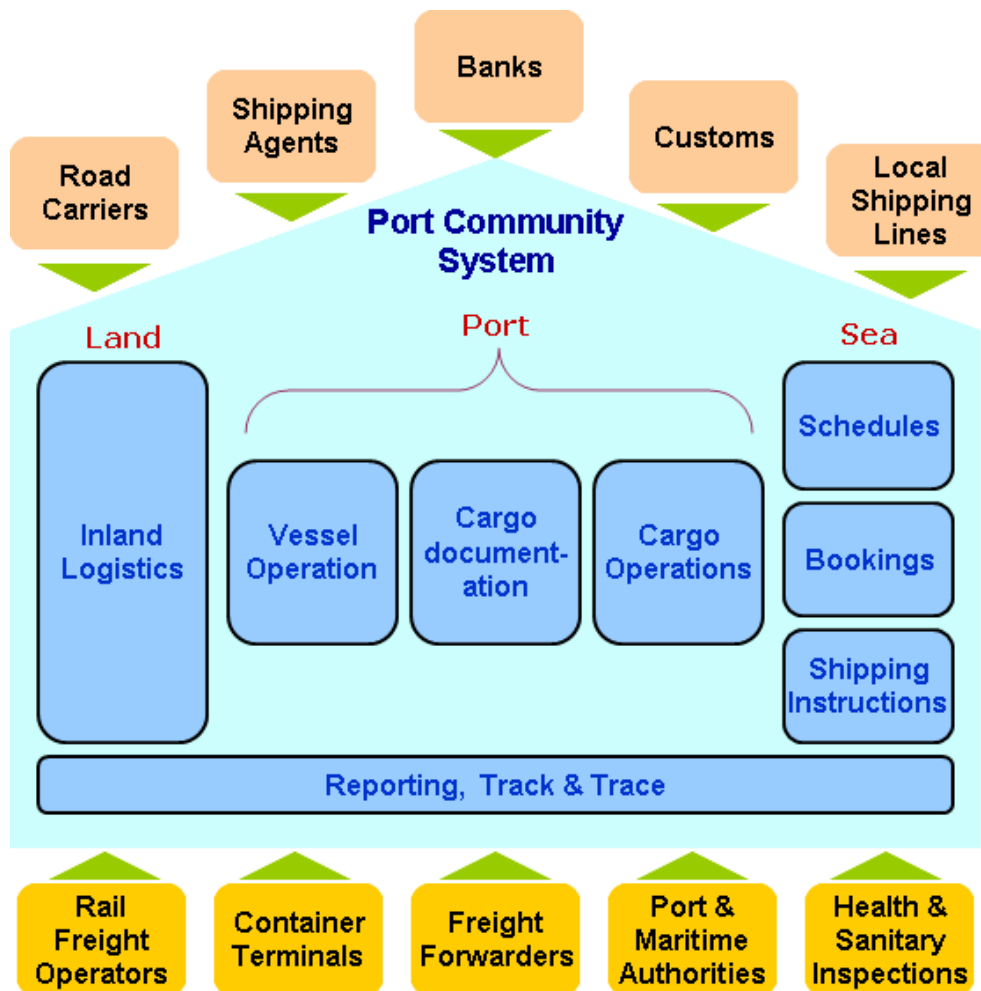 Banks
Shipping
Agents
Customs
Road
Carriers
Local
Shipping
Lines
Port Community
System
Land
Port
Sea
Inland
Logistics
Vessel
Operation
Cargo
document-
ation
Cargo
Operations
Schedules
Bookings
Shipping
Instructions
Reporting, Track & Trace
Rail
Freight
Operators
Container
Terminals
Freight
Forwarders
Port &
Maritime
Authorities
Health &
Sanitary
Inspections